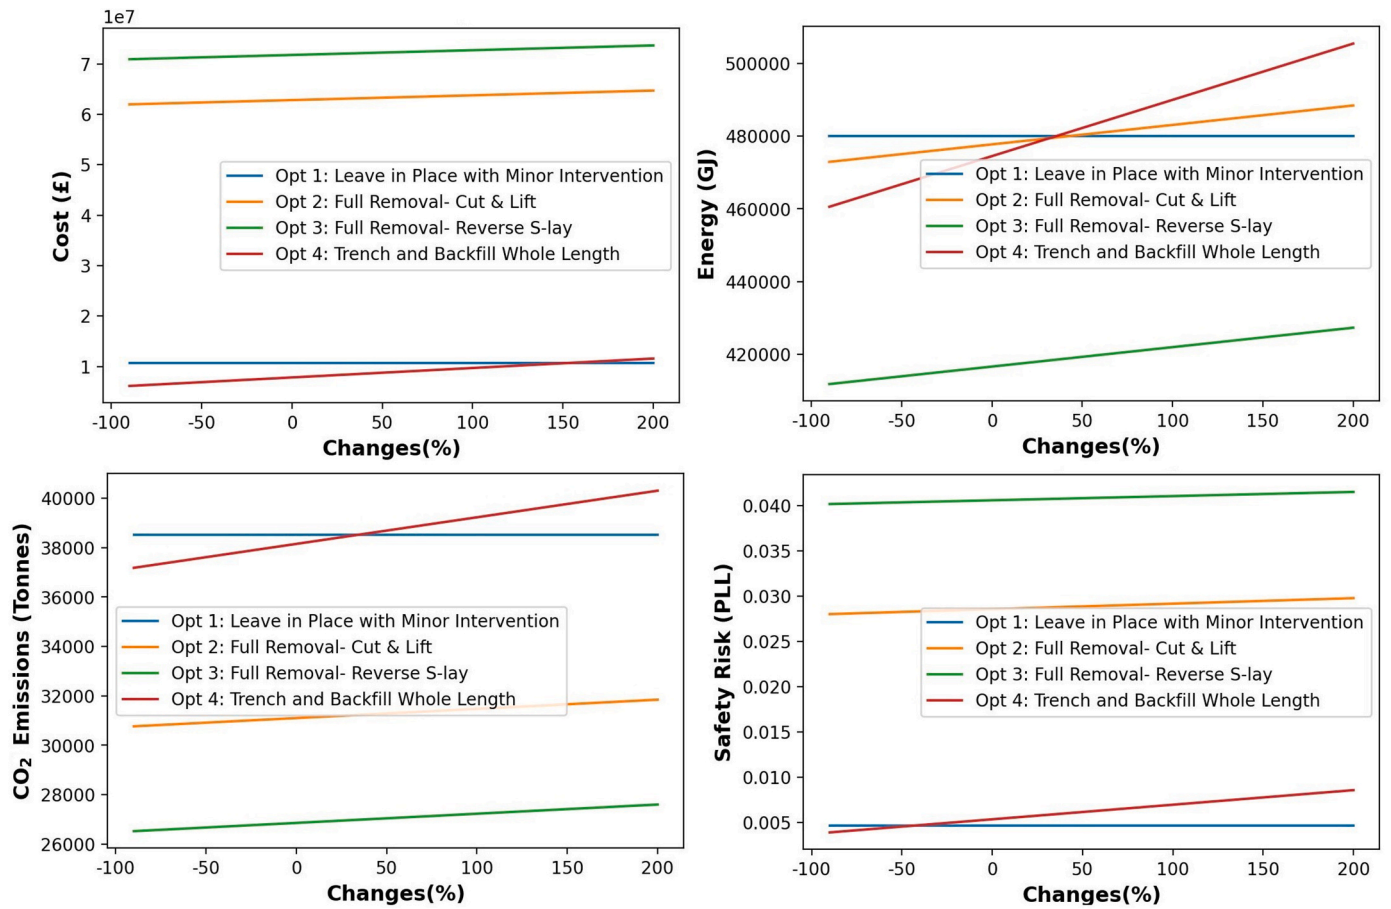 1e7
7
6
5
4
3
2
1
Cost (£)
Opt 1: Leave in Place with Minor Intervention
Opt 2: Full Removal- Cut & Lift
Opt 3: Full Removal- Reverse S-lay
Opt 4: Trench and Backfill Whole Length
-100 -50 0 50 100 150 200
Changes(%)
500000
480000
460000
440000
420000
Energy (GJ)
Opt 1: Leave in Place with Minor Intervention
Opt 2: Full Removal- Cut & Lift
Opt 3: Full Removal- Reverse S-lay
Opt 4: Trench and Backfill Whole Length
-100 -50 0 50 100 150 200
Changes(%)
40000
38000
36000
34000
32000
30000
28000
26000
CO₂ Emissions (Tonnes)
Opt 1: Leave in Place with Minor Intervention
Opt 2: Full Removal- Cut & Lift
Opt 3: Full Removal- Reverse S-lay
Opt 4: Trench and Backfill Whole Length
-100 -50 0 50 100 150 200
Changes(%)
0.040
0.035
0.030
0.025
0.020
0.015
0.010
0.005
Safety Risk (PLL)
Opt 1: Leave in Place with Minor Intervention
Opt 2: Full Removal- Cut & Lift
Opt 3: Full Removal- Reverse S-lay
Opt 4: Trench and Backfill Whole Length
-100 -50 0 50 100 150 200
Changes(%)